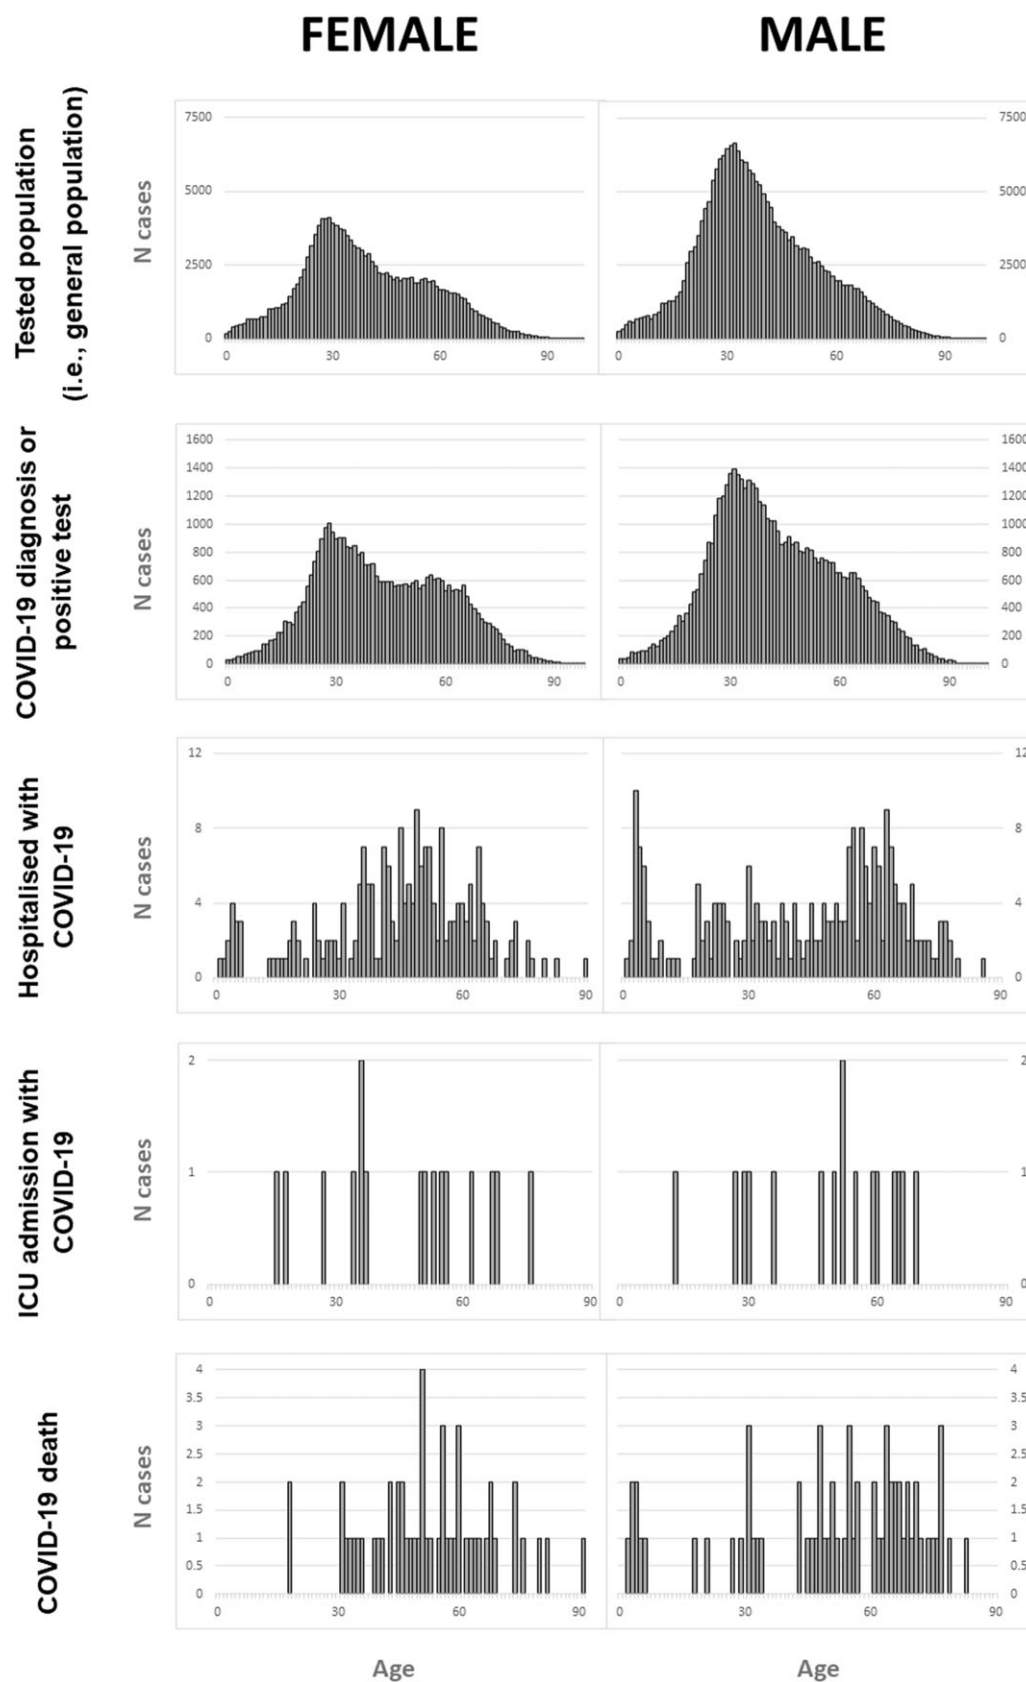 FEMALE MALE
Tested population
(i.e., general population)
N cases
7500
5000
2500
0
0 30 60 90
7500
5000
2500
0
0 30 60 90
COVID-19 diagnosis or
positive test
N cases
1600
1400
1200
1000
800
600
400
200
0
0 30 60 90
1600
1400
1200
1000
800
600
400
200
0
0 30 60 90
Hospitalised with
COVID-19
N cases
12
8
4
0
0 30 60 90
12
8
4
0
0 30 60 90
ICU admission with
COVID-19
N cases
2
1
0
0 30 60 90
2
1
0
0 30 60 90
COVID-19 death
N cases
4
3.5
3
2.5
2
1.5
1
0.5
0
0 30 60 90
4
3.5
3
2.5
2
1.5
1
0.5
0
0 30 60 90
Age Age